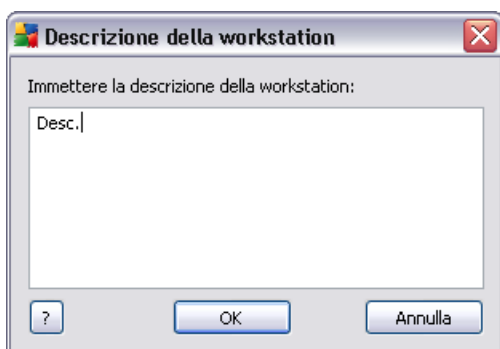 Descrizione della workstation
Immettere la descrizione della workstation:
Desc.
?
OK
Annulla